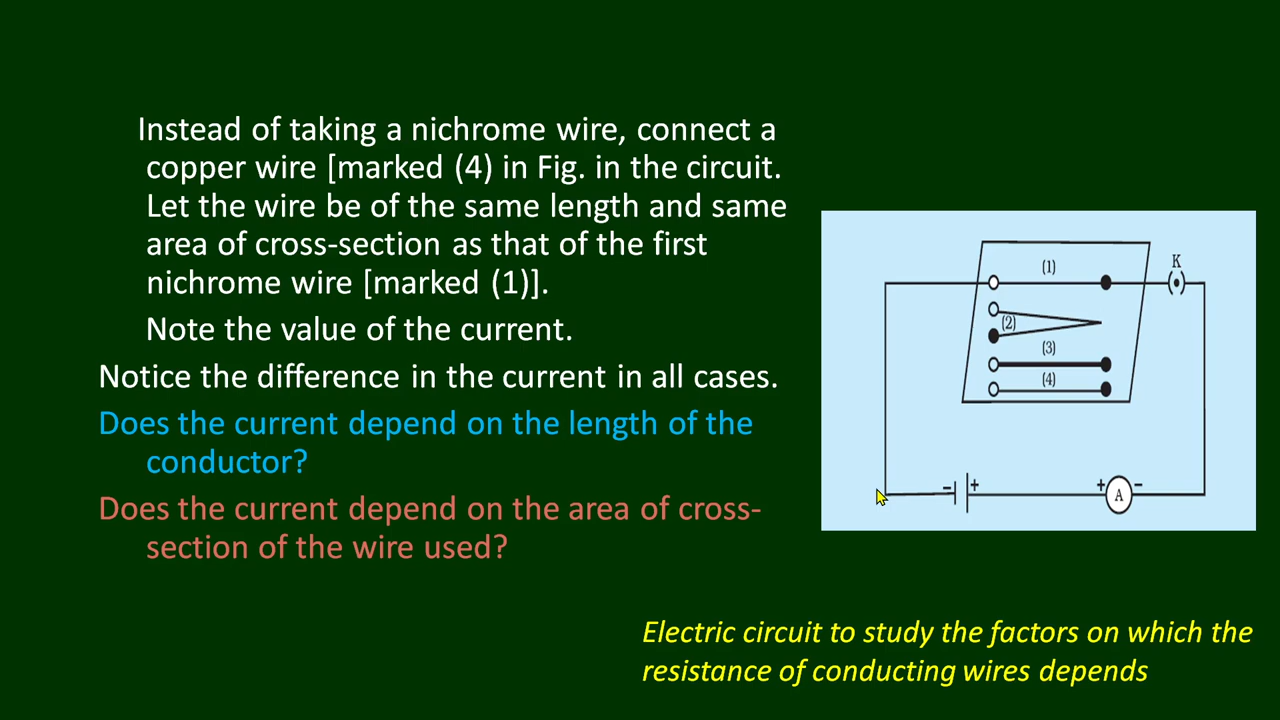 Instead of taking a nichrome wire, connect a
copper wire [marked (4) in Fig. in the circuit.
Let the wire be of the same length and same
area of cross-section as that of the first
nichrome wire [marked (1)].
Note the value of the current.
Notice the difference in the current in all cases.
Does the current depend on the length of the
conductor?
Does the current depend on the area of cross-
section of the wire used?
(1)
K
(2)
(3)
(4)
− +
+ A −
Electric circuit to study the factors on which the
resistance of conducting wires depends